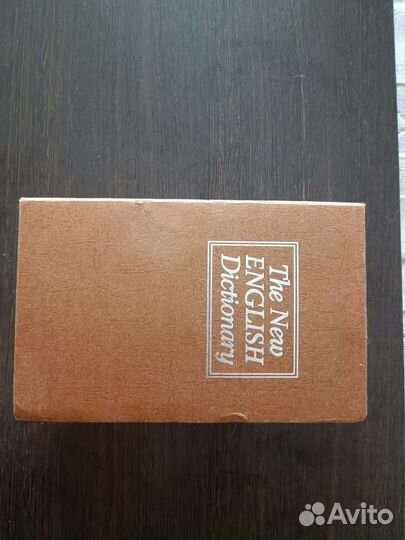 The New
ENGLISH
Dictionary
Avito